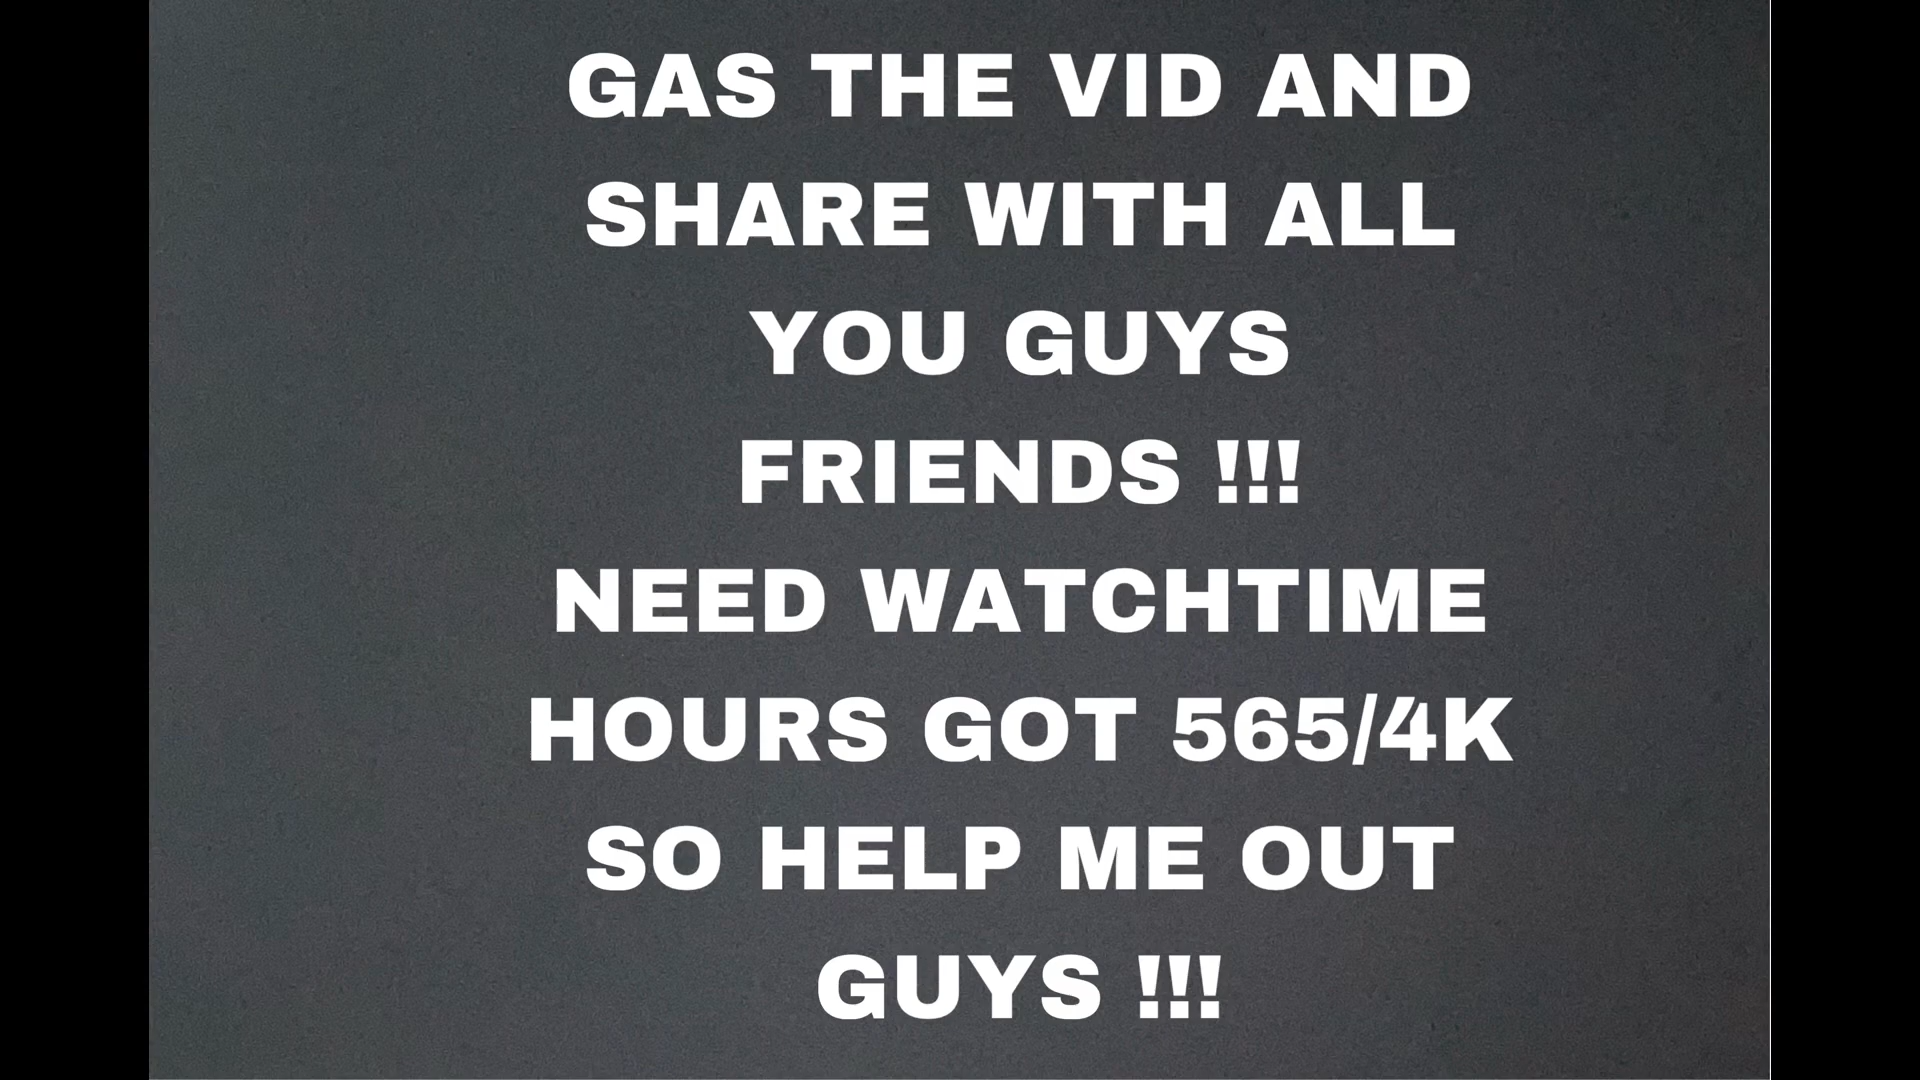 GAS THE VID AND
SHARE WITH ALL
YOU GUYS
FRIENDS !!!
NEED WATCHTIME
HOURS GOT 565/4K
SO HELP ME OUT
GUYS !!!